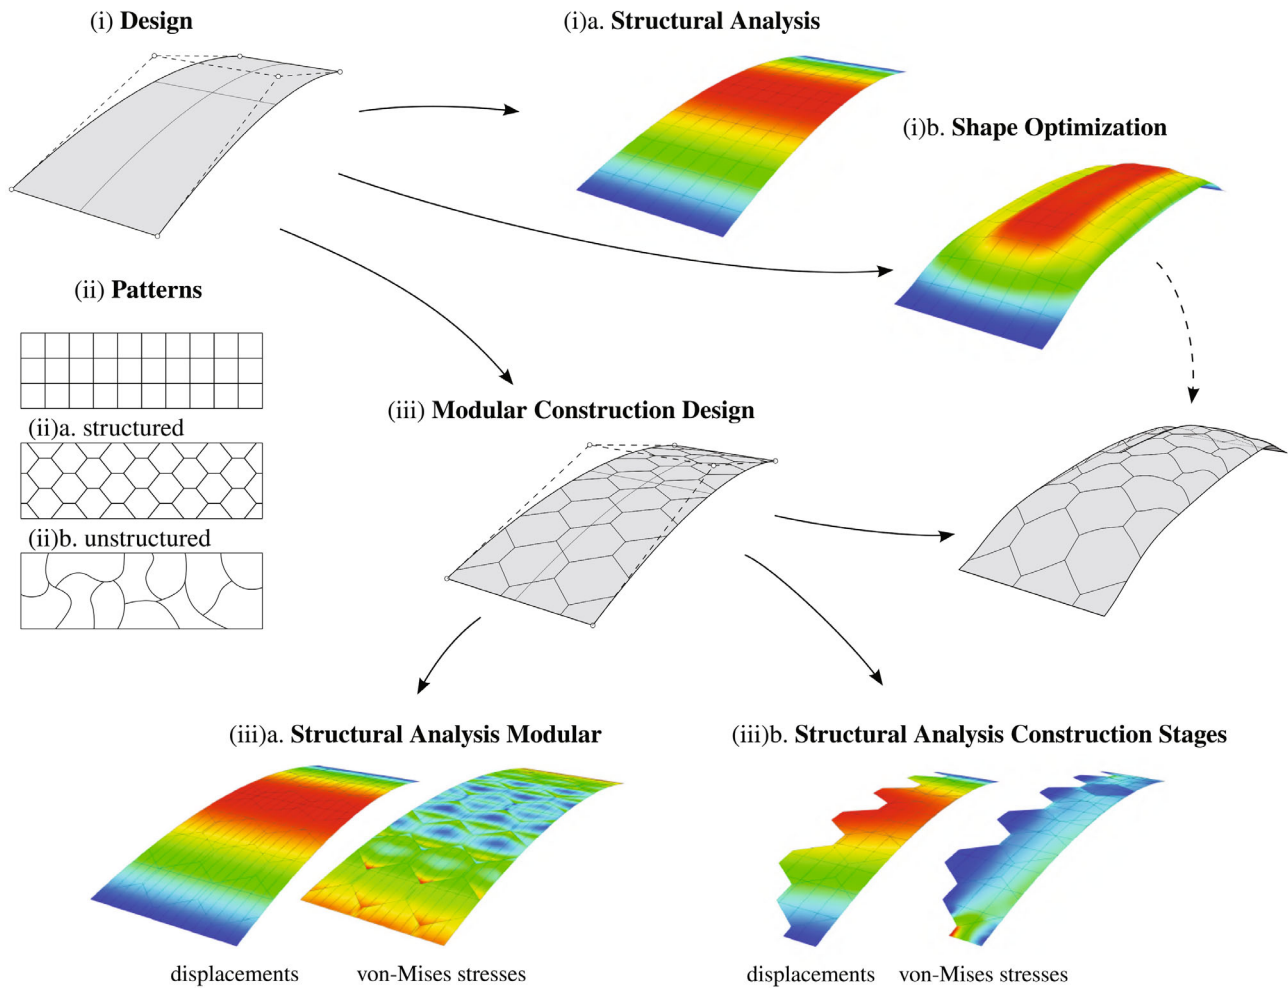 (i) Design
(i)a. Structural Analysis
(i)b. Shape Optimization
(ii) Patterns
(ii)a. structured
(ii)b. unstructured
(iii) Modular Construction Design
(iii)a. Structural Analysis Modular
displacements
von-Mises stresses
(iii)b. Structural Analysis Construction Stages
displacements
von-Mises stresses